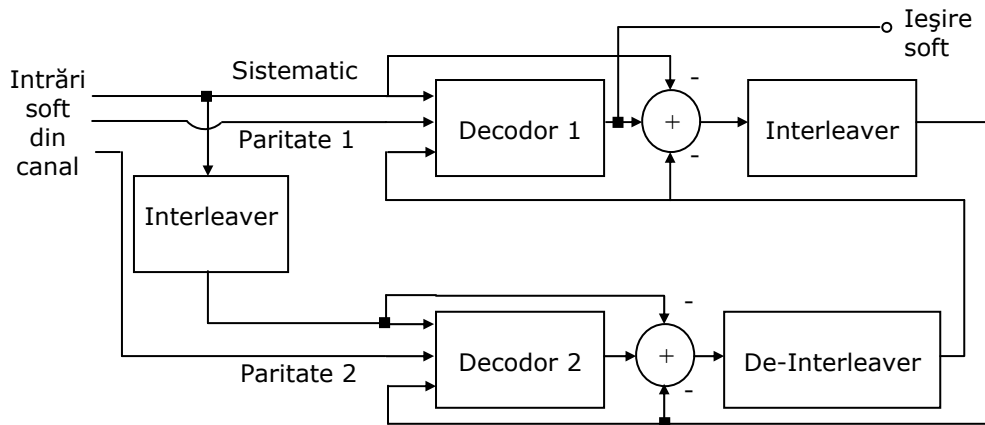 Ieşire
soft
Intrări
soft
din
canal
Sistematic
Paritate 1
Decodor 1
-
+
-
Interleaver
Interleaver
Paritate 2
Decodor 2
-
+
-
De-Interleaver